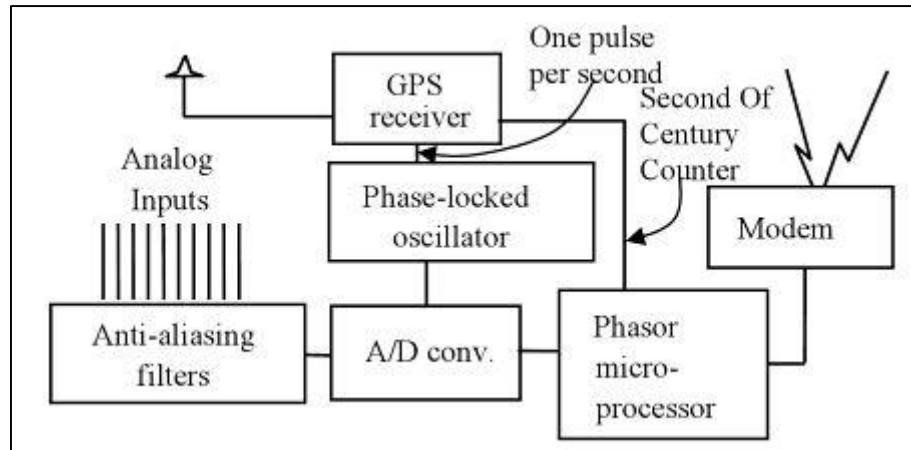 One pulse
per second
GPS
receiver
Second Of
Century
Counter
Analog
Inputs
Phase-locked
oscillator
Modem
Anti-aliasing
filters
A/D conv.
Phasor
micro-
processor